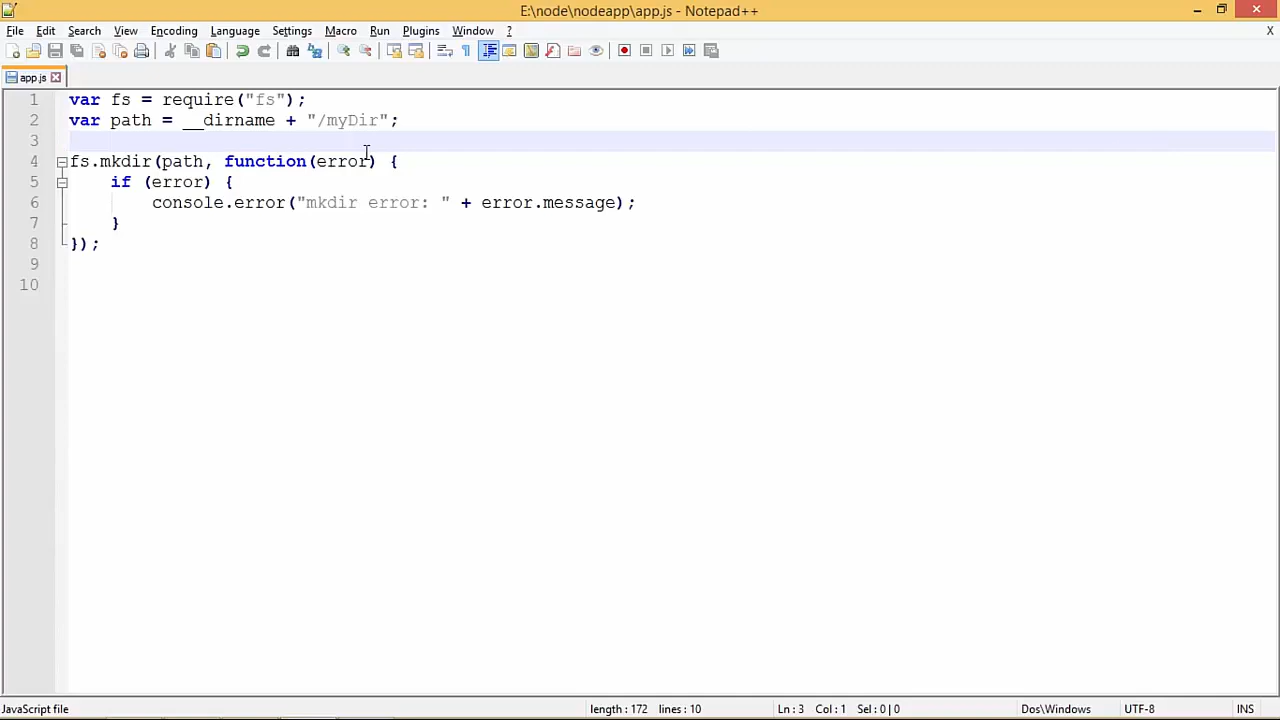 E:\node\nodeapp\app.js - Notepad++
File Edit Search View Encoding Language Settings Macro Run Plugins Window ? X
app.js
1 var fs = require("fs");
2 var path = __dirname + "/myDir";
3
4 fs.mkdir(path, function(error) {
5 if (error) {
6 console.error("mkdir error: " + error.message);
7 }
8 });
9
10
JavaScript file length : 172 lines : 10 Ln : 3 Col : 1 Sel : 0 | 0 Dos\Windows UTF-8 INS